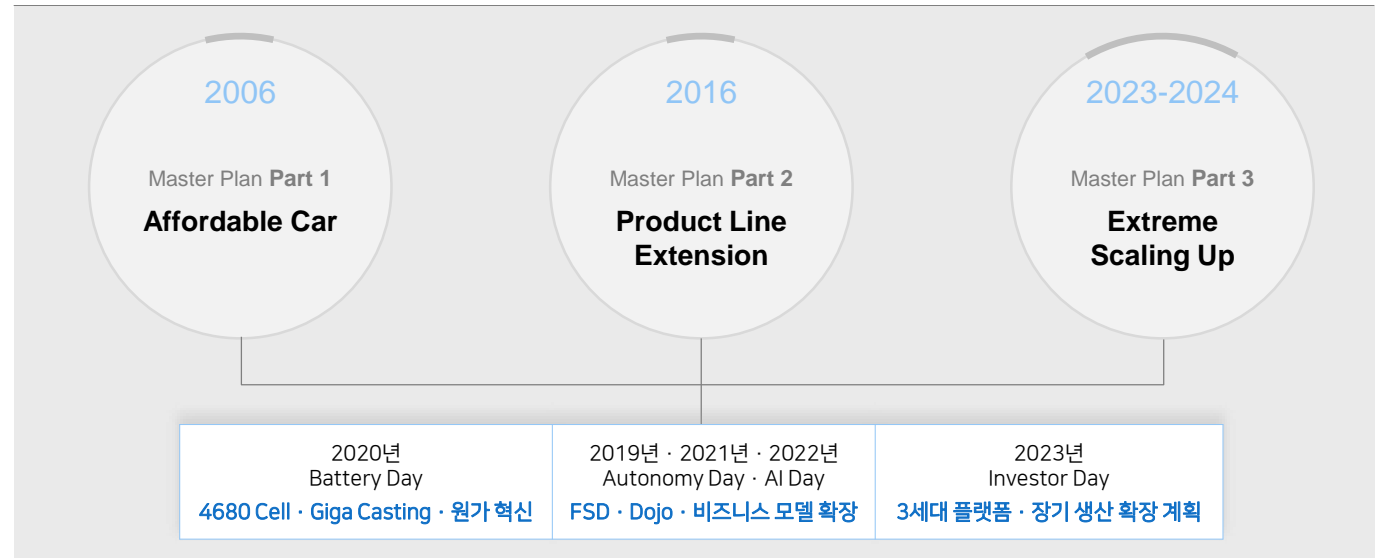 2006
Master Plan Part 1
Affordable Car
2016
Master Plan Part 2
Product Line
Extension
2023-2024
Master Plan Part 3
Extreme
Scaling Up
2020년
Battery Day
4680 Cell · Giga Casting · 원가 혁신
2019년 · 2021년 · 2022년
Autonomy Day · AI Day
FSD · Dojo · 비즈니스 모델 확장
2023년
Investor Day
3세대 플랫폼 · 장기 생산 확장 계획